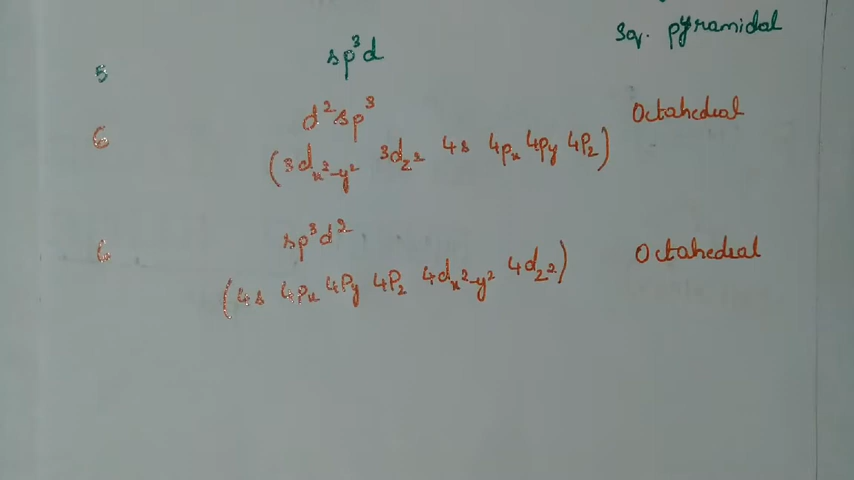 Sq. pyramidal
5 sp³d
6 d²sp³ Octahedral
(3dx²-y² 3dz² 4s 4px 4py 4pz)
6 sp³d² Octahedral
(4s 4px 4py 4pz 4dx²-y² 4dz²)